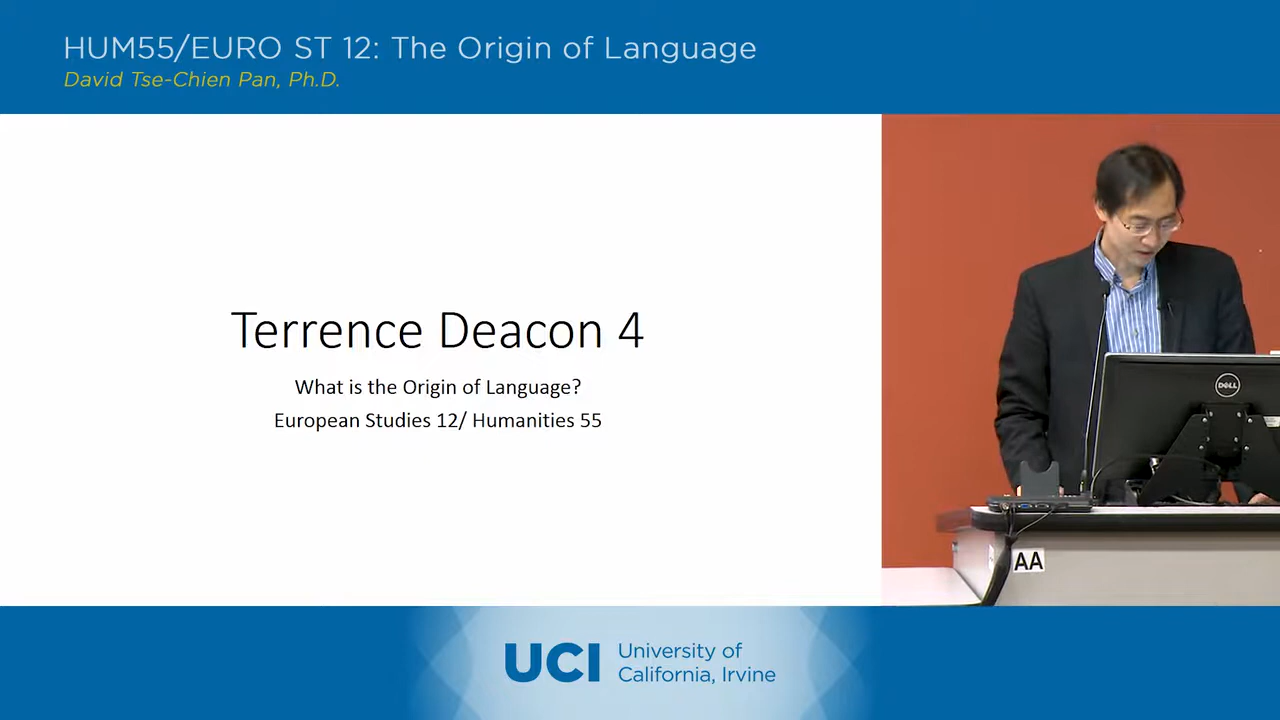 HUM55/EURO ST 12: The Origin of Language
David Tse-Chien Pan, Ph.D.
Terrence Deacon 4
What is the Origin of Language?
European Studies 12/ Humanities 55
DELL
AA
UCI
University of
California, Irvine